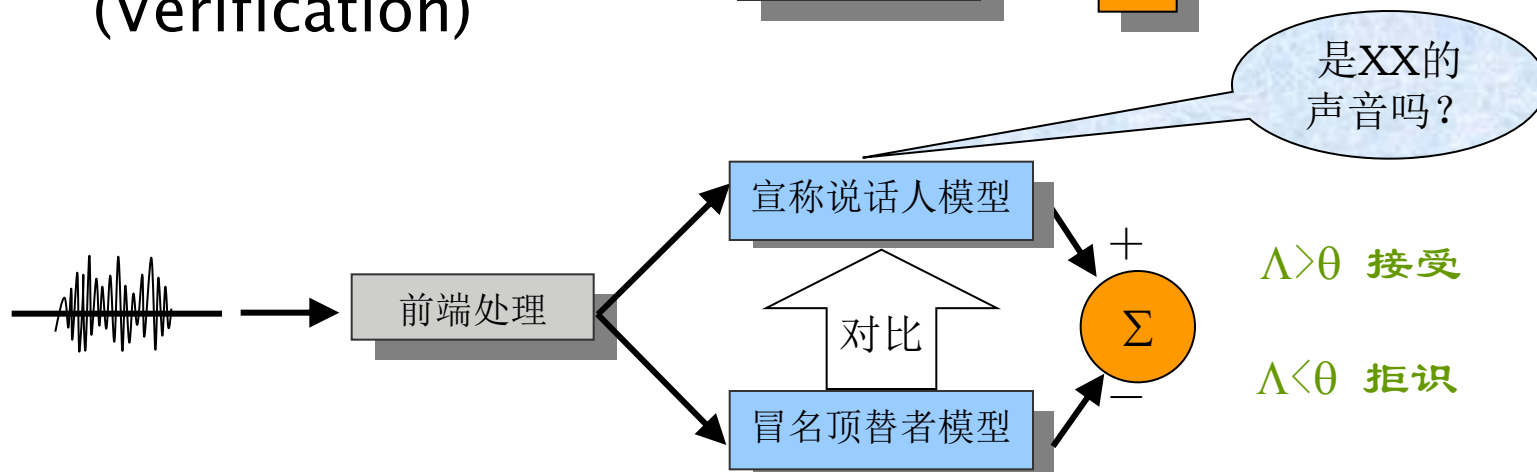 (Verification)
是XX的
声音吗?
宣称说话人模型
+
Λ>θ 接受
前端处理
对比
Σ
Λ<θ 拒识
−
冒名顶替者模型